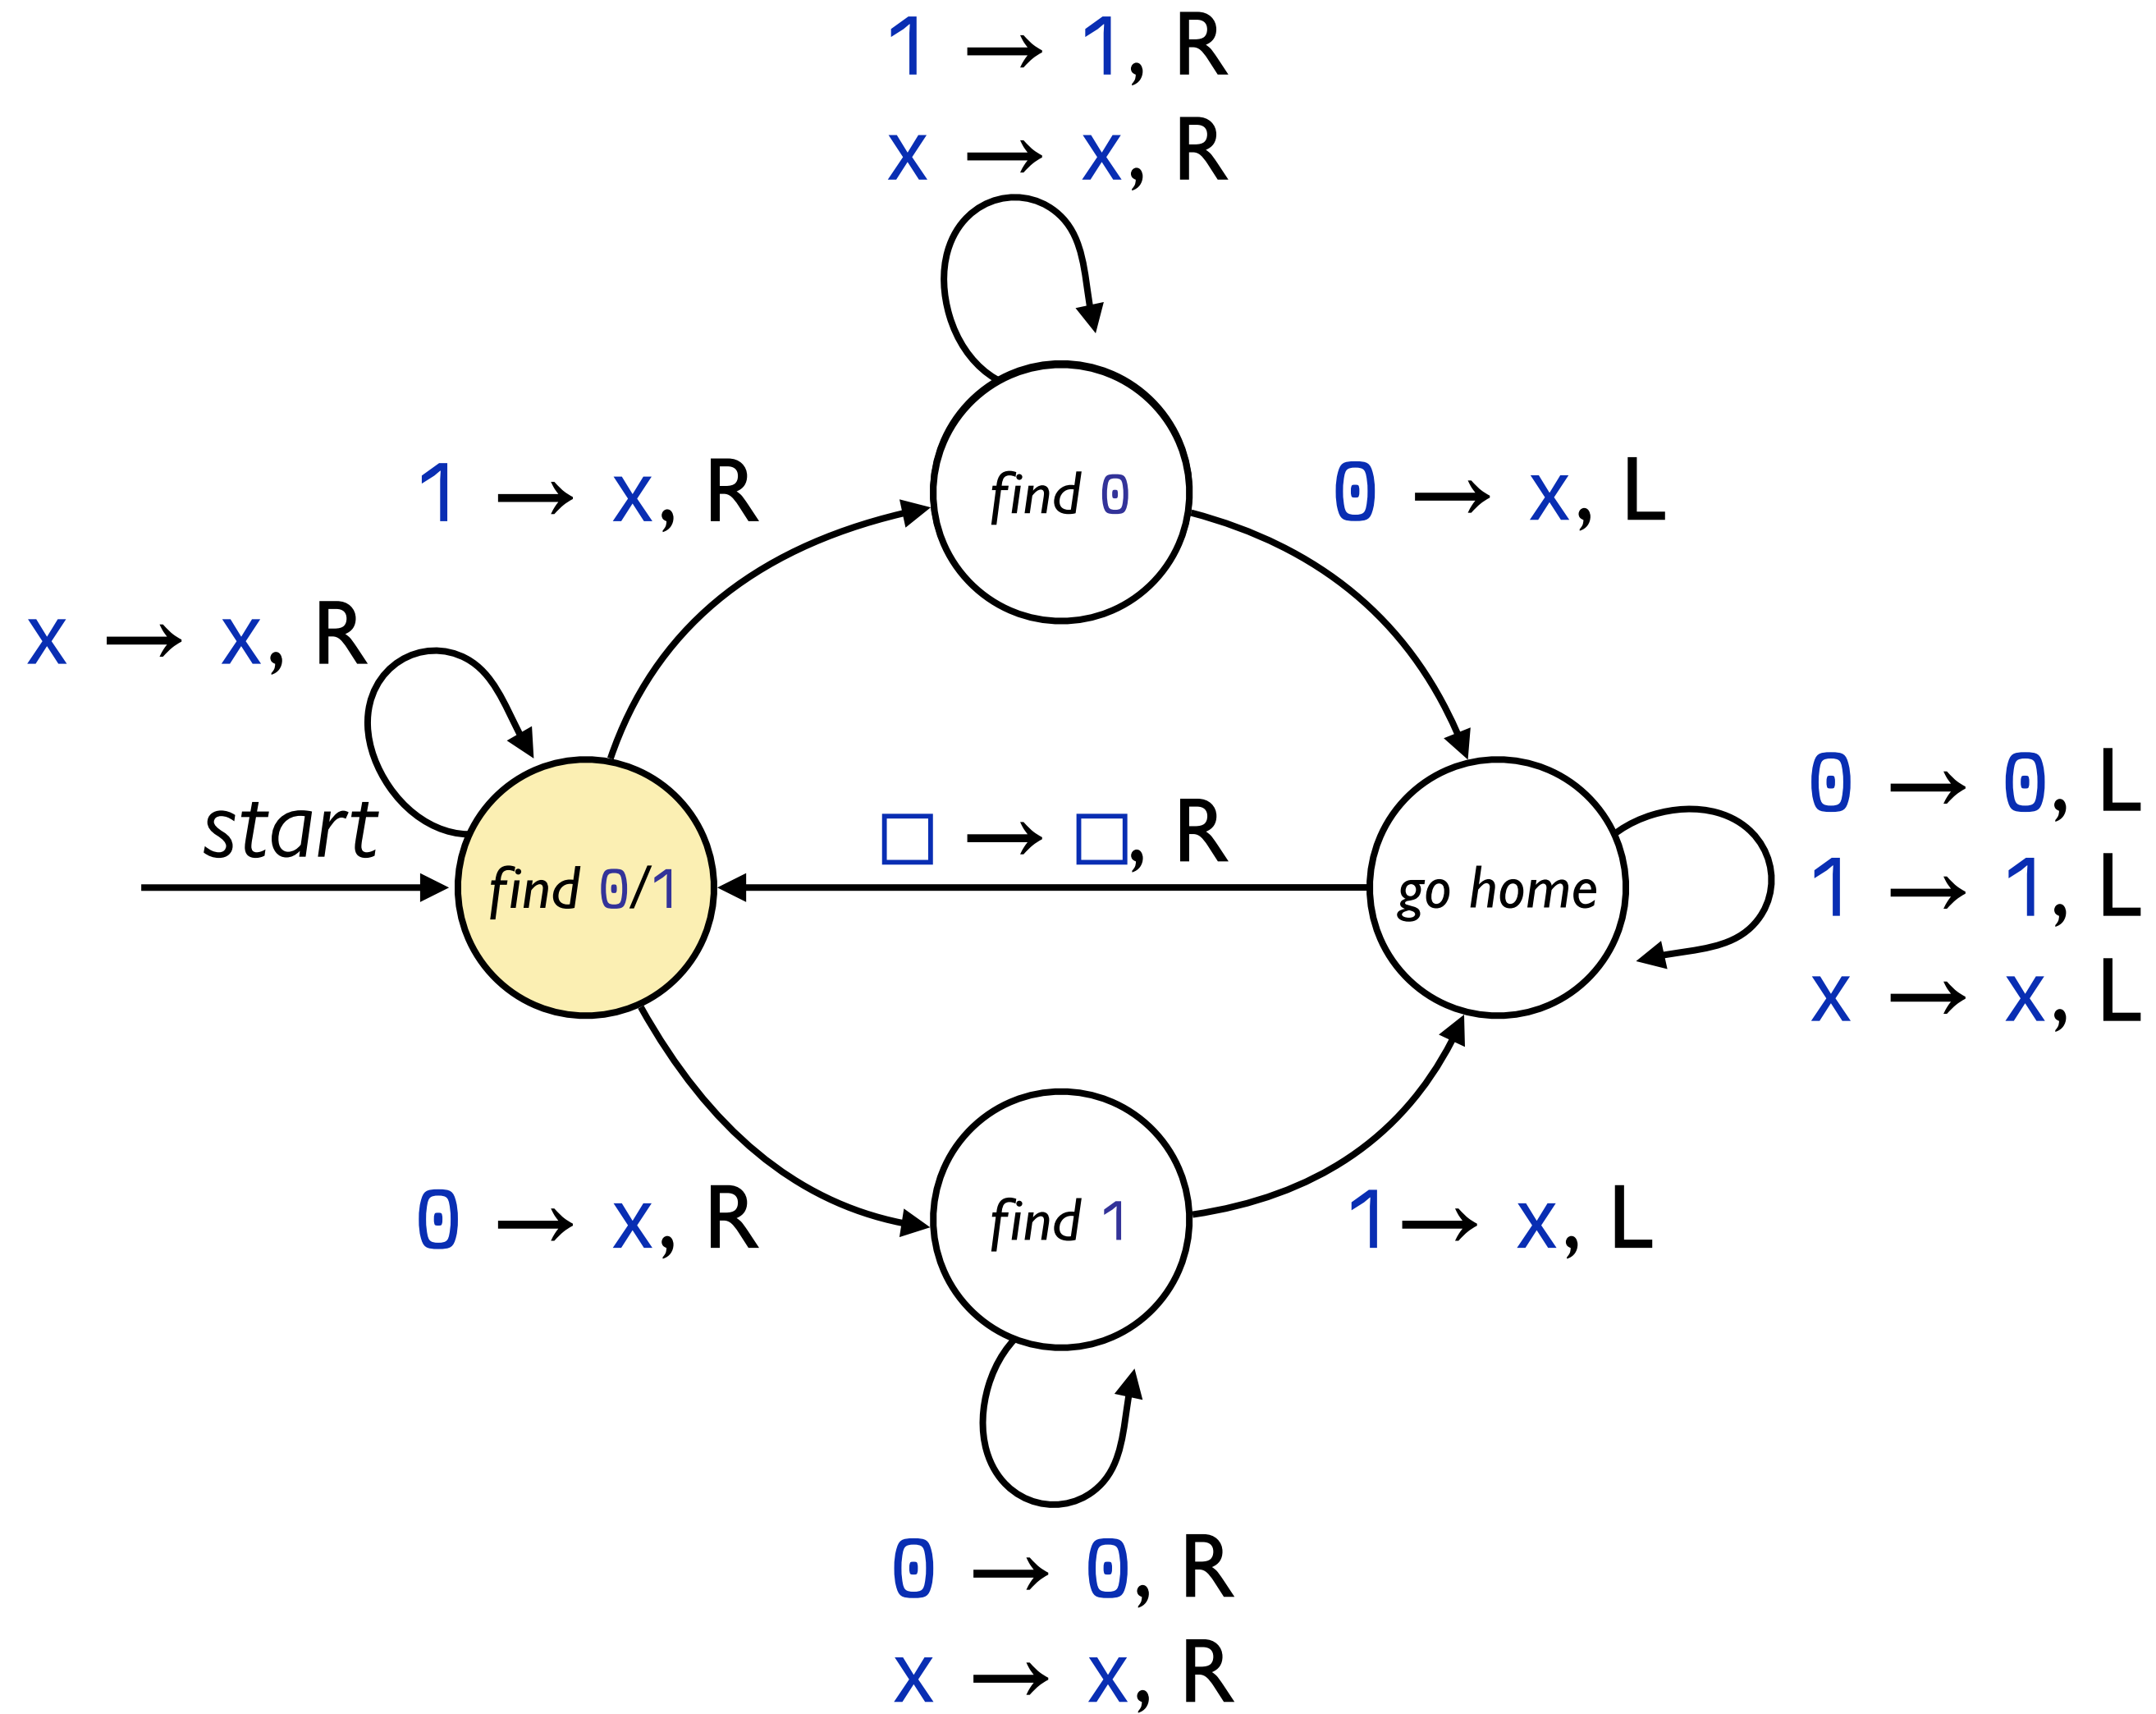 1 → 1, R
x → x, R
find 0
1 → x, R
0 → x, L
x → x, R
start
find 0/1
□ → □, R
go home
0 → 0, L
1 → 1, L
x → x, L
0 → x, R
find 1
1 → x, L
0 → 0, R
x → x, R